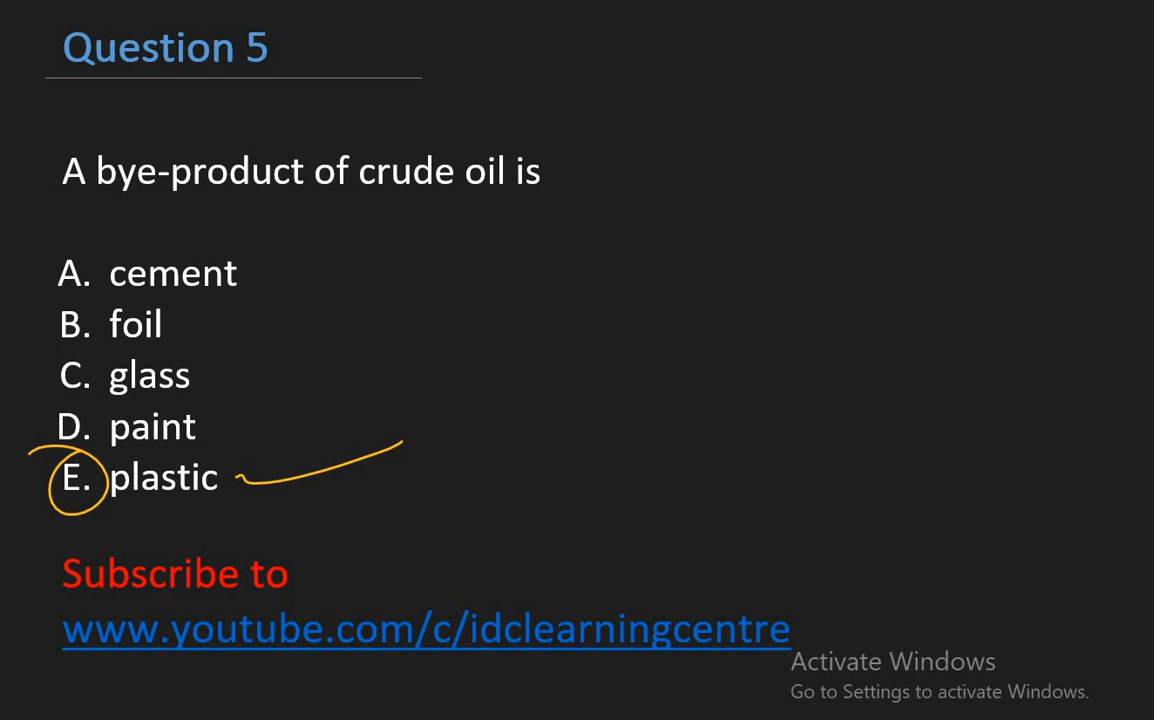 Question 5
A bye-product of crude oil is
A. cement
B. foil
C. glass
D. paint
E. plastic
Subscribe to
www.youtube.com/c/idclearningcentre
Activate Windows
Go to Settings to activate Windows.